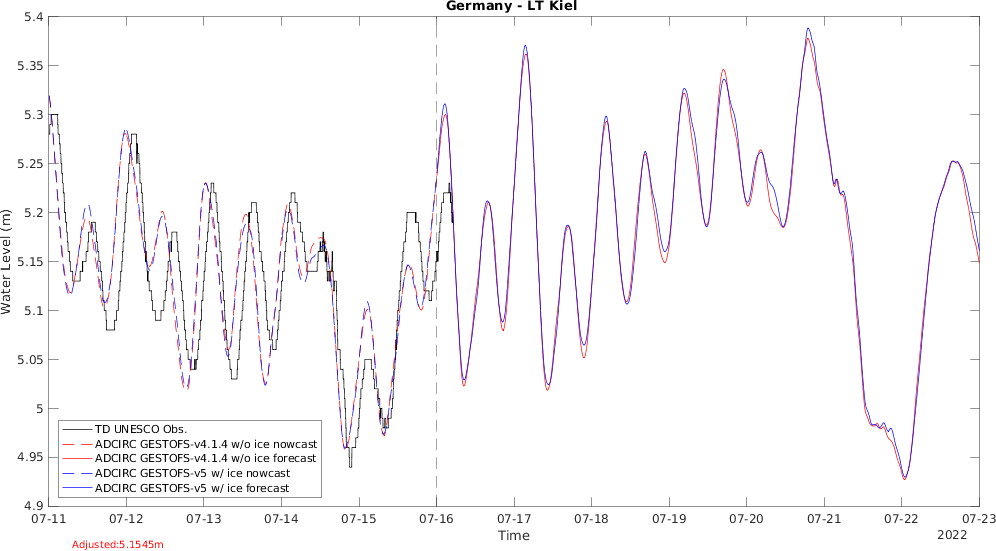 Germany - LT Kiel
5.4
5.35
5.3
5.25
5.2
5.15
5.1
5.05
5
4.95
4.9
Water Level (m)
TD UNESCO Obs.
ADCIRC GESTOFS-v4.1.4 w/o ice nowcast
ADCIRC GESTOFS-v4.1.4 w/o ice forecast
ADCIRC GESTOFS-v5 w/ ice nowcast
ADCIRC GESTOFS-v5 w/ ice forecast
07-11 07-12 07-13 07-14 07-15 07-16 07-17 07-18 07-19 07-20 07-21 07-22 07-23
Time
2022
Adjusted:5.1545m